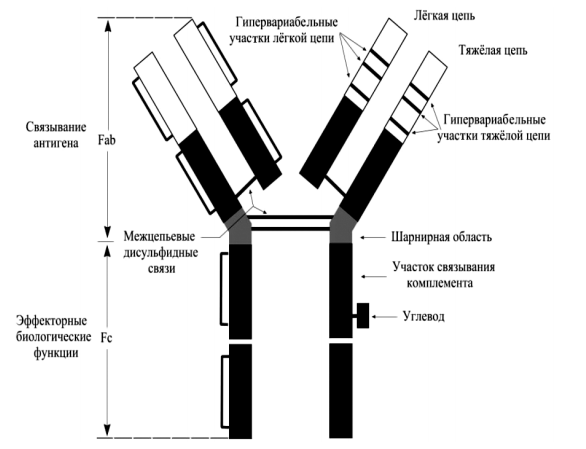 Гипервариабельные
участки лёгкой цепи
Лёгкая цепь
Тяжёлая цепь
Гипервариабельные
участки тяжёлой цепи
Связывание
антигена
Fab
Межцепьевые
дисульфидные
связи
Шарнирная область
Участок связывания
комплемента
Углевод
Эффекторные
биологические
функции
Fc